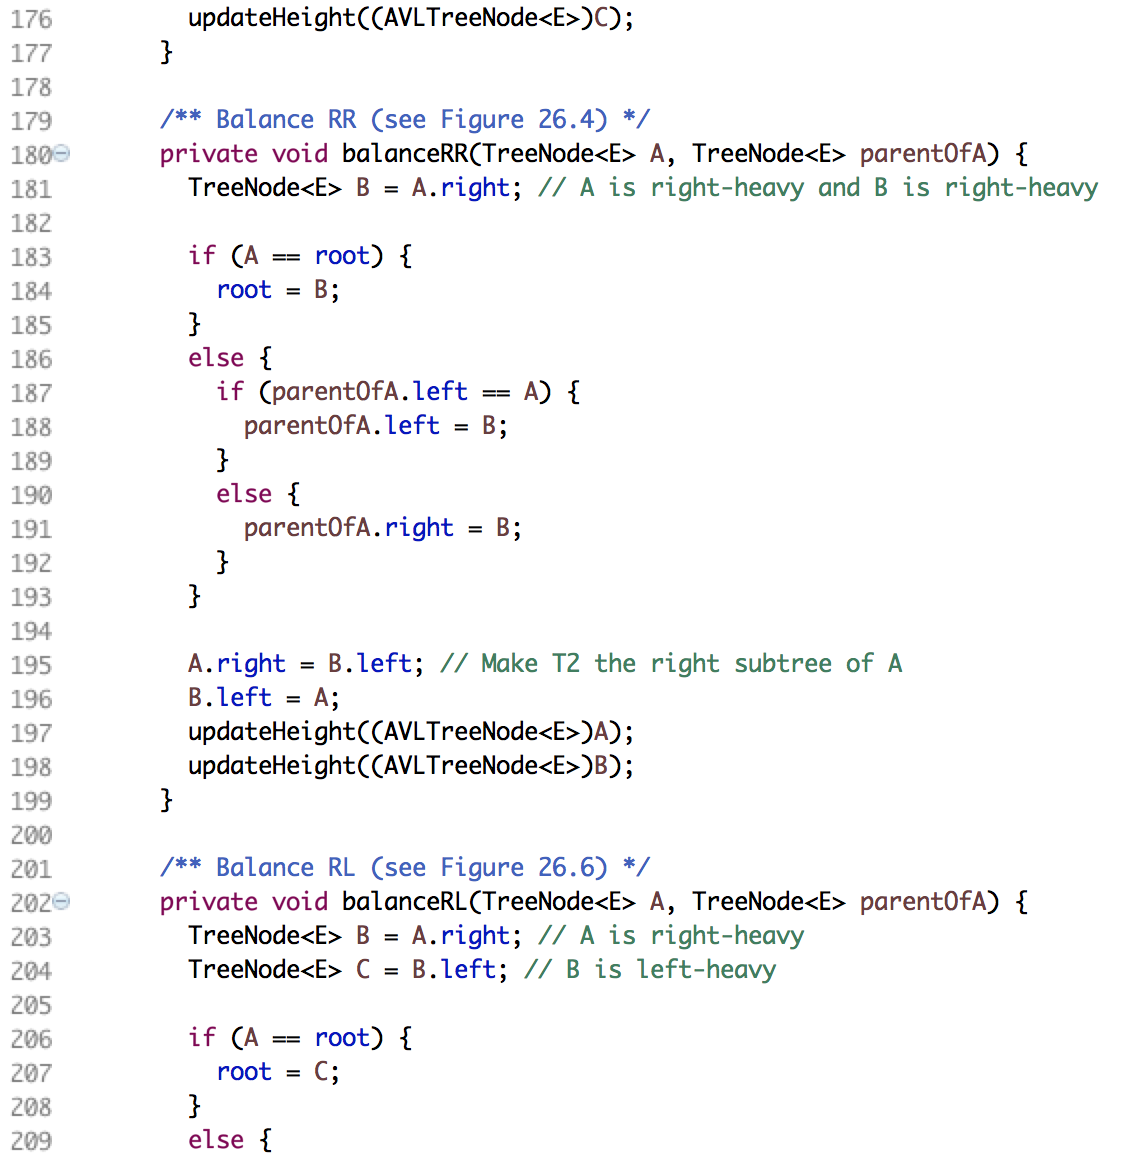 176 updateHeight((AVLTreeNode<E>)C);
177 }
178
179 /** Balance RR (see Figure 26.4) */
180 private void balanceRR(TreeNode<E> A, TreeNode<E> parentOfA) {
181 TreeNode<E> B = A.right; // A is right-heavy and B is right-heavy
182
183 if (A == root) {
184 root = B;
185 }
186 else {
187 if (parentOfA.left == A) {
188 parentOfA.left = B;
189 }
190 else {
191 parentOfA.right = B;
192 }
193 }
194
195 A.right = B.left; // Make T2 the right subtree of A
196 B.left = A;
197 updateHeight((AVLTreeNode<E>)A);
198 updateHeight((AVLTreeNode<E>)B);
199 }
200
201 /** Balance RL (see Figure 26.6) */
202 private void balanceRL(TreeNode<E> A, TreeNode<E> parentOfA) {
203 TreeNode<E> B = A.right; // A is right-heavy
204 TreeNode<E> C = B.left; // B is left-heavy
205
206 if (A == root) {
207 root = C;
208 }
209 else {